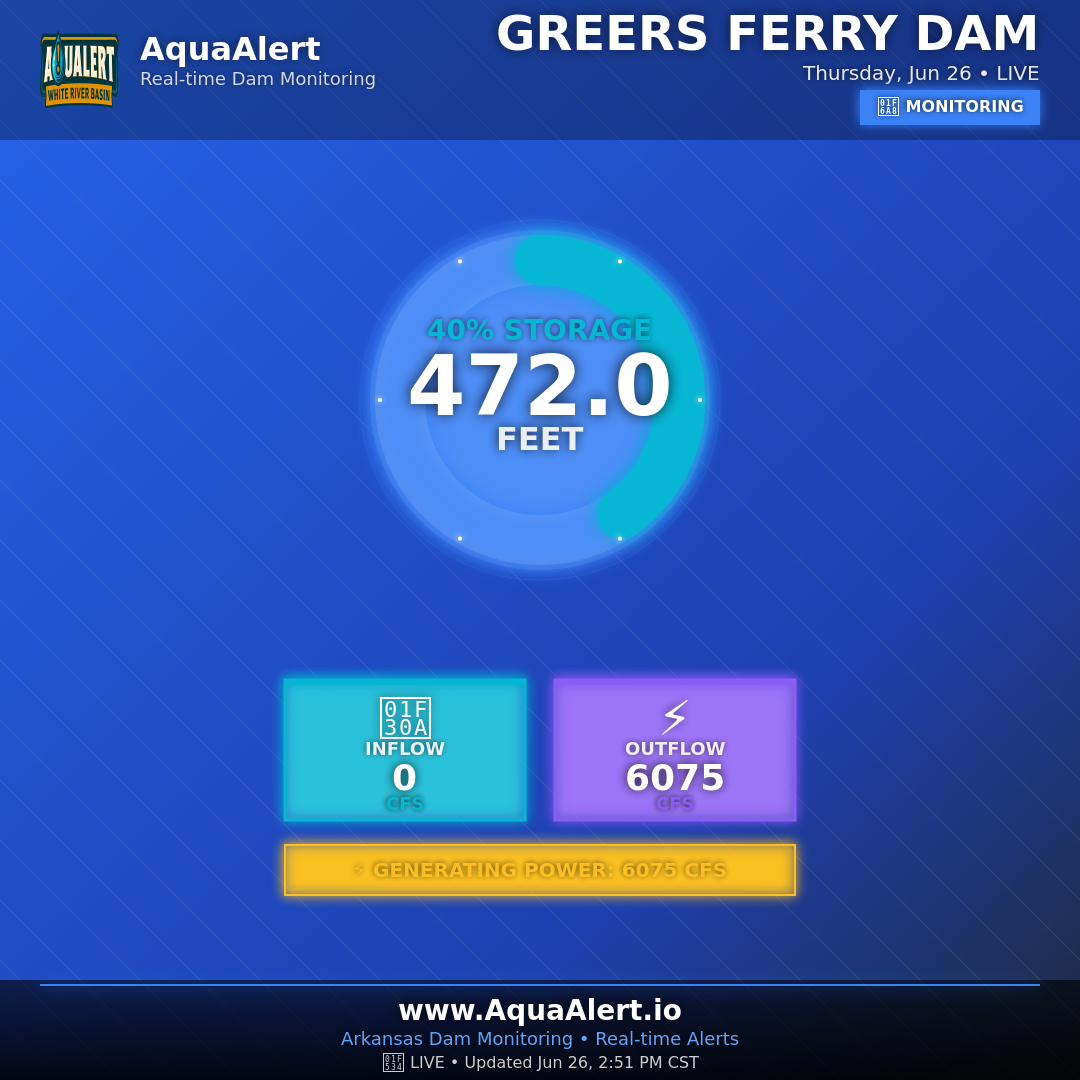 AQUALERT
WHITE RIVER BASIN
AquaAlert
Real-time Dam Monitoring
GREERS FERRY DAM
Thursday, Jun 26 • LIVE
MONITORING
40% STORAGE
472.0
FEET
INFLOW
0
CFS
⚡
OUTFLOW
6075
CFS
⚡ GENERATING POWER: 6075 CFS
www.AquaAlert.io
Arkansas Dam Monitoring • Real-time Alerts
LIVE • Updated Jun 26, 2:51 PM CST